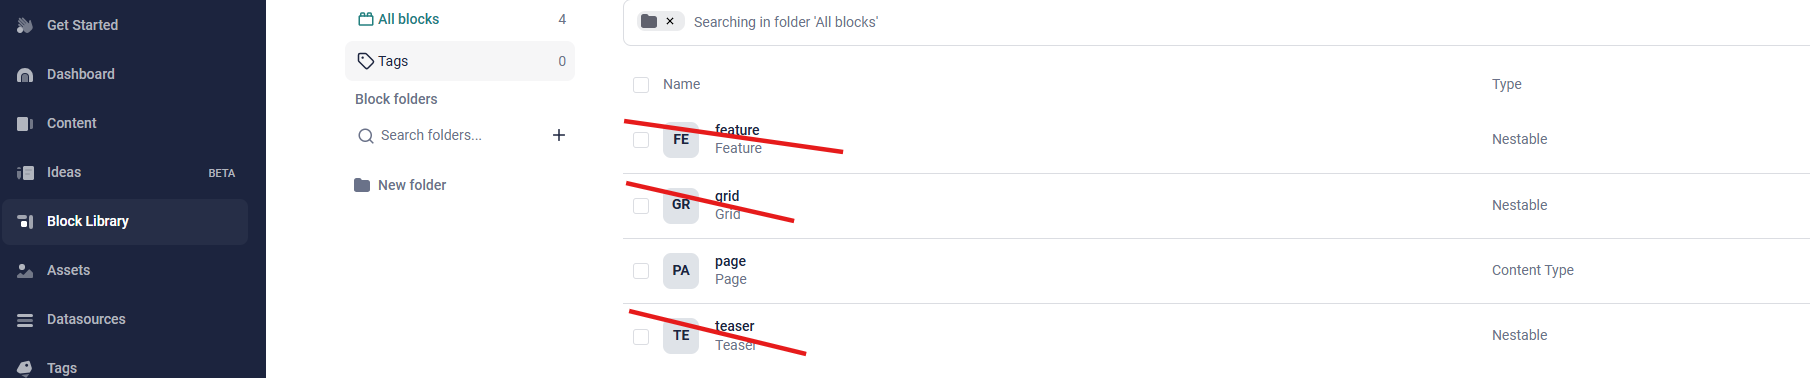 Get Started
Dashboard
Content
Ideas BETA
Block Library
Assets
Datasources
Tags
All blocks 4
Tags 0
Block folders
Search folders...
New folder
Searching in folder 'All blocks'
Name Type
FE feature Nestable
Feature
GR grid Nestable
Grid
PA page Content Type
Page
TE teaser Nestable
Teaser